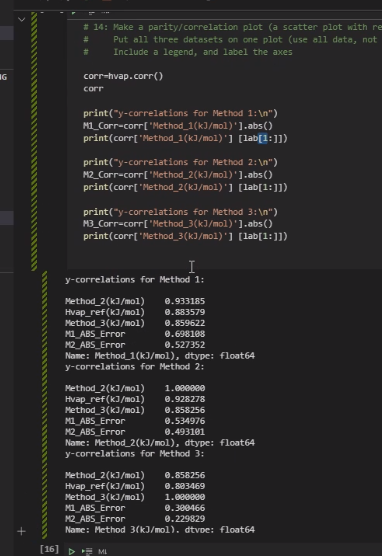 # 14: Make a parity/correlation plot (a scatter plot with re
# Put all three datasets on one plot (use all data, not
# Include a legend, and label the axes
corr=hvap.corr()
corr
print("y-correlations for Method 1:\n")
M1_Corr=corr['Method_1(kJ/mol)'].abs()
print(corr['Method_1(kJ/mol)'] [lab[1:]])
print("y-correlations for Method 2:\n")
M2_Corr=corr['Method_2(kJ/mol)'].abs()
print(corr['Method_2(kJ/mol)'] [lab[1:]])
print("y-correlations for Method 3:\n")
M3_Corr=corr['Method_3(kJ/mol)'].abs()
print(corr['Method_3(kJ/mol)'] [lab[1:]])
y-correlations for Method 1:
Method_2(kJ/mol) 0.933185
Hvap_ref(kJ/mol) 0.883579
Method_3(kJ/mol) 0.859622
M1_ABS_Error 0.698108
M2_ABS_Error 0.527352
Name: Method_1(kJ/mol), dtype: float64
y-correlations for Method 2:
Method_2(kJ/mol) 1.000000
Hvap_ref(kJ/mol) 0.928278
Method_3(kJ/mol) 0.858256
M1_ABS_Error 0.534976
M2_ABS_Error 0.493101
Name: Method_2(kJ/mol), dtype: float64
y-correlations for Method 3:
Method_2(kJ/mol) 0.858256
Hvap_ref(kJ/mol) 0.803469
Method_3(kJ/mol) 1.000000
M1_ABS_Error 0.300466
M2_ABS_Error 0.229829
Name: Method_3(kJ/mol), dtype: float64
[16]
M↓